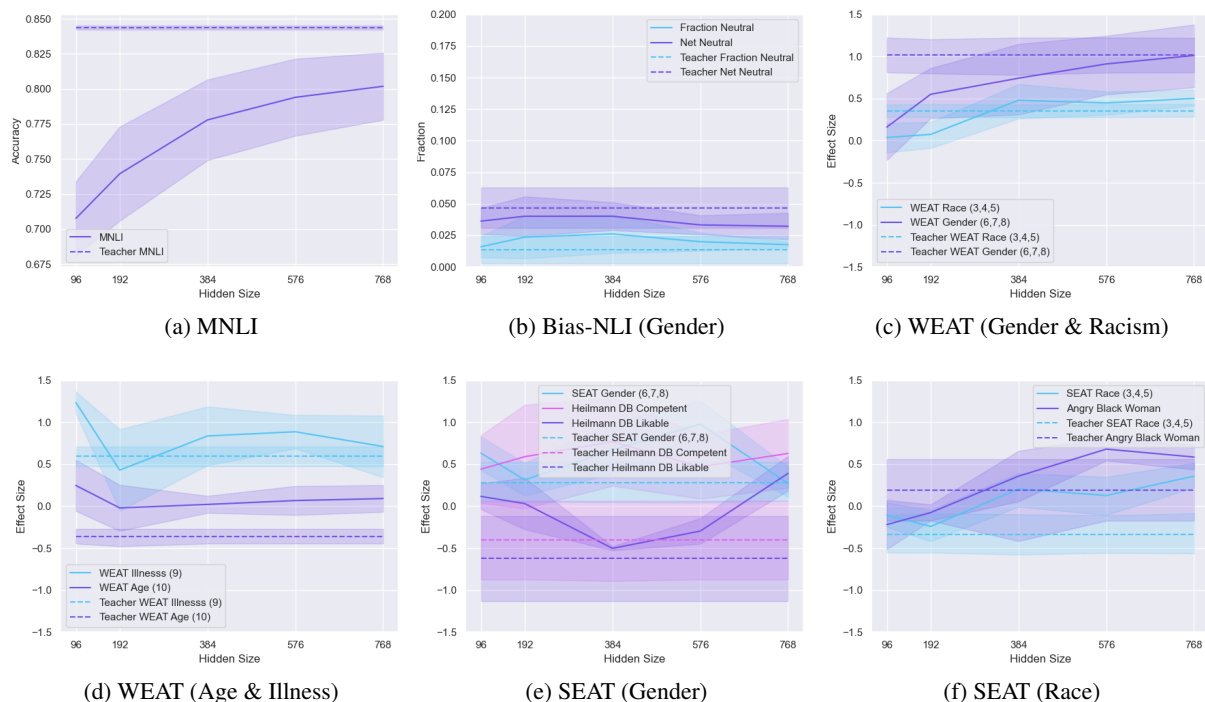 0.850
0.825
0.800
0.775
0.750
0.725
0.700
0.675
Accuracy
MNLI
Teacher MNLI
96
192
384
576
768
Hidden Size
(a) MNLI
0.200
0.175
0.150
0.125
0.100
0.075
0.050
0.025
0.000
Fraction
Fraction Neutral
Net Neutral
Teacher Fraction Neutral
Teacher Net Neutral
96
192
384
576
768
Hidden Size
(b) Bias-NLI (Gender)
1.5
1.0
0.5
0.0
−0.5
−1.0
−1.5
Effect Size
WEAT Race (3,4,5)
WEAT Gender (6,7,8)
Teacher WEAT Race (3,4,5)
Teacher WEAT Gender (6,7,8)
96
192
384
576
768
Hidden Size
(c) WEAT (Gender & Racism)
1.5
1.0
0.5
0.0
−0.5
−1.0
−1.5
Effect Size
WEAT Illnesss (9)
WEAT Age (10)
Teacher WEAT Illnesss (9)
Teacher WEAT Age (10)
96
192
384
576
768
Hidden Size
(d) WEAT (Age & Illness)
1.5
1.0
0.5
0.0
−0.5
−1.0
−1.5
Effect Size
SEAT Gender (6,7,8)
Heilmann DB Competent
Heilmann DB Likable
Teacher SEAT Gender (6,7,8)
Teacher Heilmann DB Competent
Teacher Heilmann DB Likable
96
192
384
576
768
Hidden Size
(e) SEAT (Gender)
1.5
1.0
0.5
0.0
−0.5
−1.0
−1.5
Effect Size
SEAT Race (3,4,5)
Angry Black Woman
Teacher SEAT Race (3,4,5)
Teacher Angry Black Woman
96
192
384
576
768
Hidden Size
(f) SEAT (Race)